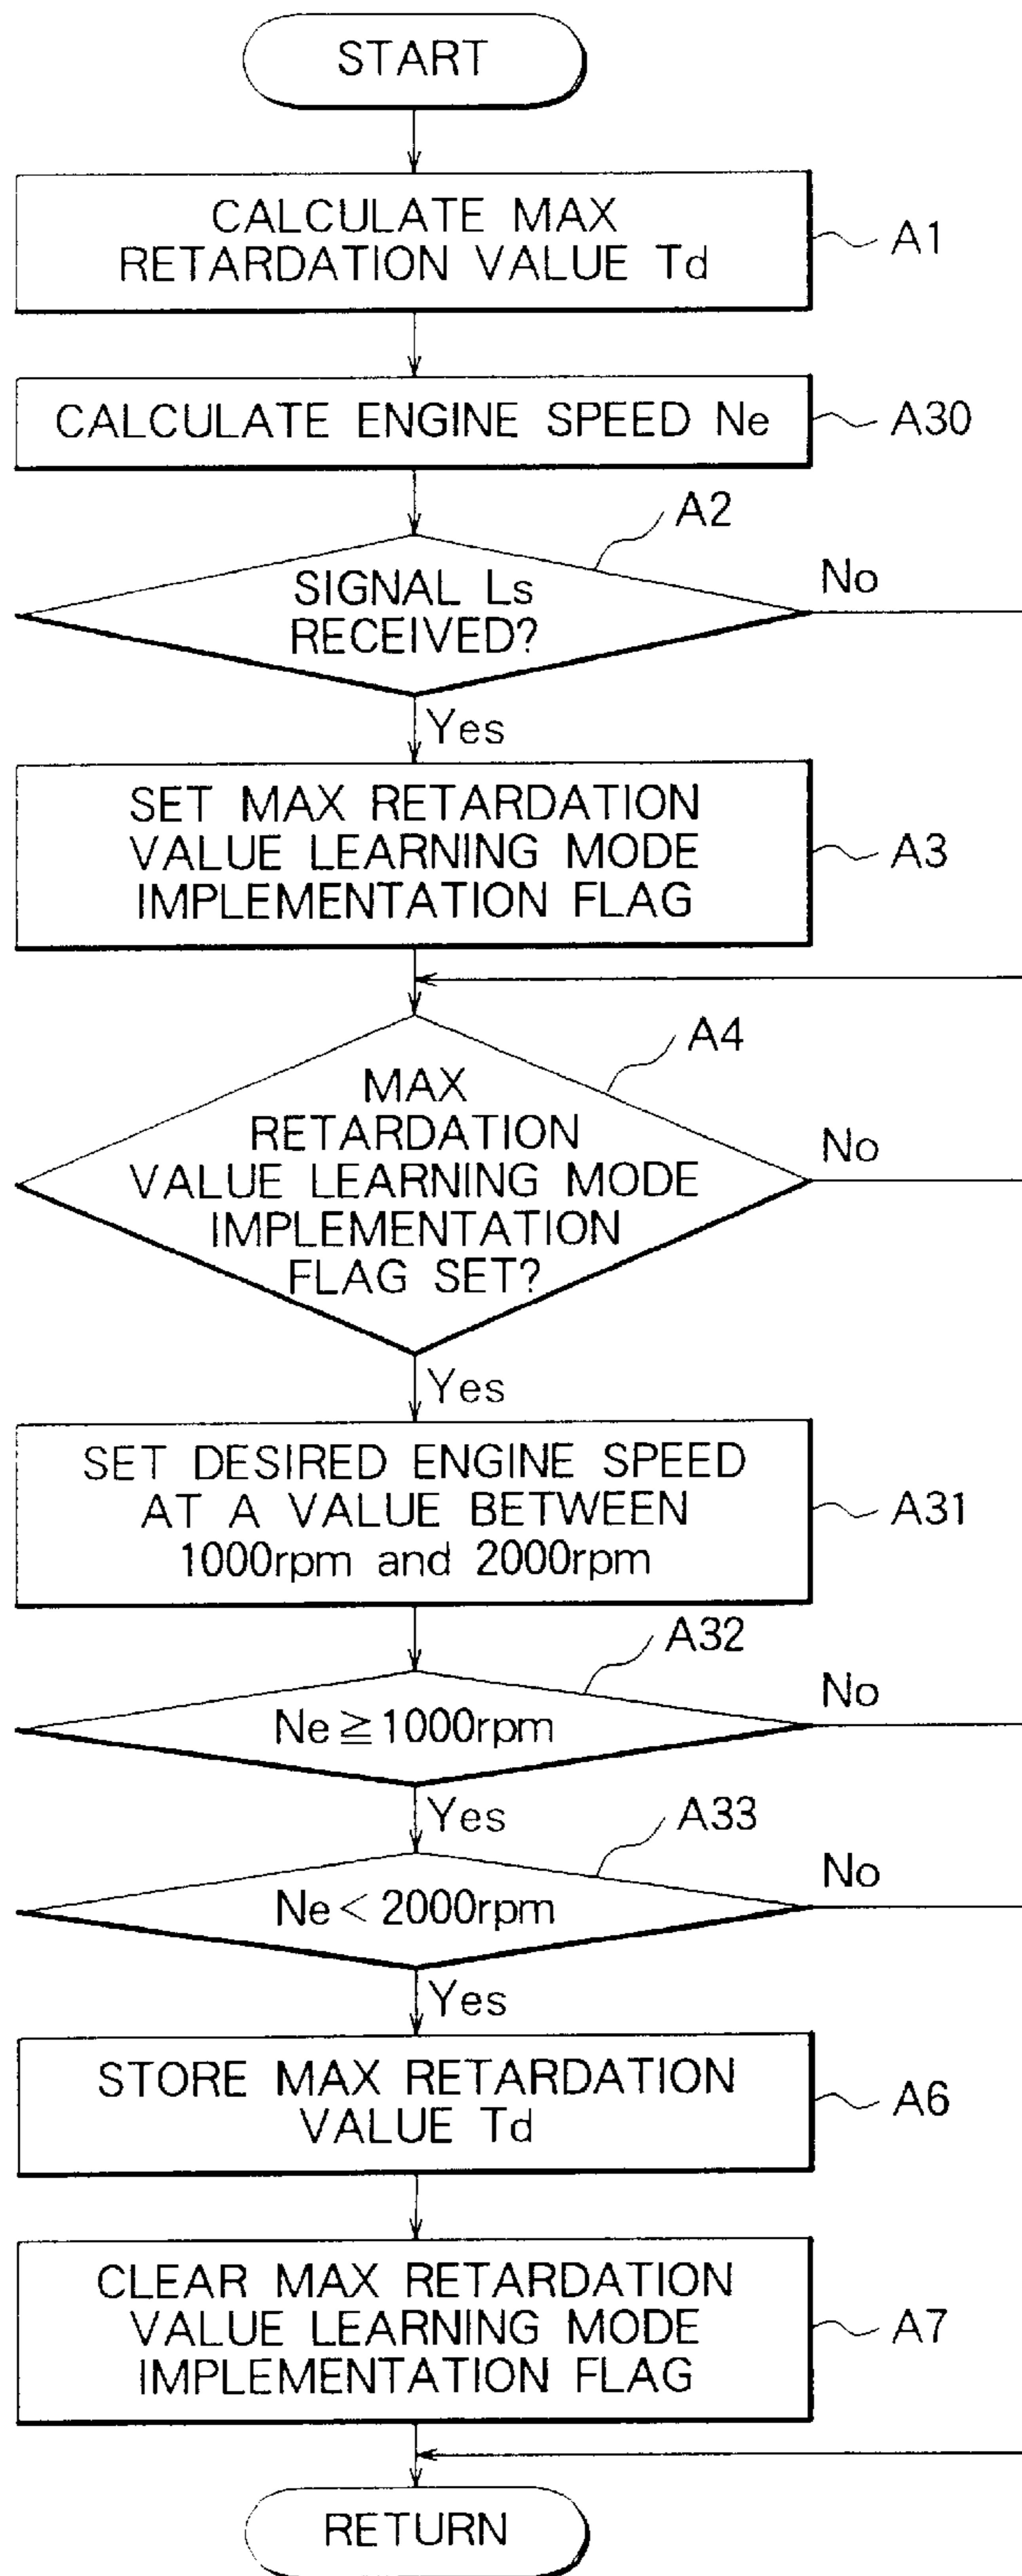 START
CALCULATE MAX
RETARDATION VALUE Td
A1
CALCULATE ENGINE SPEED Ne
A30
A2
SIGNAL Ls
RECEIVED?
No
Yes
SET MAX RETARDATION
VALUE LEARNING MODE
IMPLEMENTATION FLAG
A3
A4
MAX
RETARDATION
VALUE LEARNING MODE
IMPLEMENTATION
FLAG SET?
No
Yes
SET DESIRED ENGINE SPEED
AT A VALUE BETWEEN
1000rpm and 2000rpm
A31
A32
Ne≧1000rpm
No
Yes
A33
Ne<2000rpm
No
Yes
STORE MAX RETARDATION
VALUE Td
A6
CLEAR MAX RETARDATION
VALUE LEARNING MODE
IMPLEMENTATION FLAG
A7
RETURN